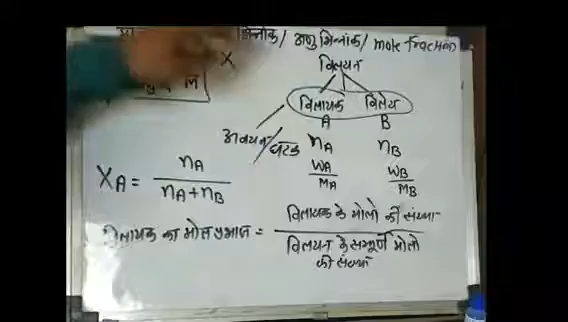 / अणु भिन्नांक / mole fraction
X
विलयन
विलायक विलेय
A B
अवयव / घटक nA nB
WA/MA WB/MB
XA = nA / nA + nB
विलायक का मोल प्रभाज = विलायक के मोलो की संख्या
विलयन के सम्पूर्ण मोलो
की संख्या